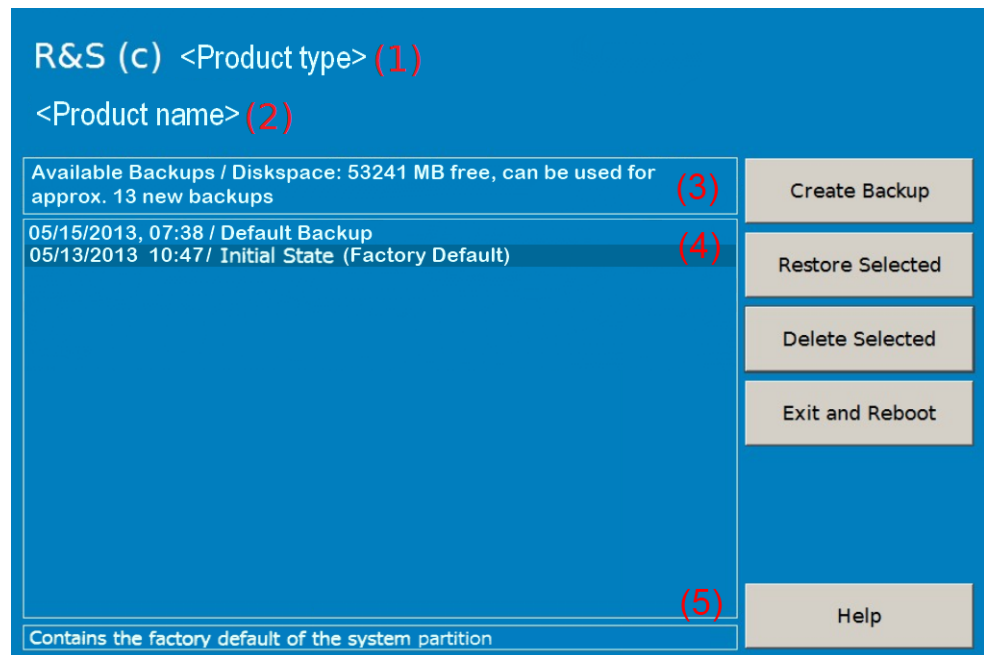 R&S (c) <Product type> (1)
<Product name> (2)
Available Backups / Diskspace: 53241 MB free, can be used for
approx. 13 new backups
(3)
Create Backup
05/15/2013, 07:38 / Default Backup
05/13/2013 10:47/ Initial State (Factory Default)
(4)
Restore Selected
Delete Selected
Exit and Reboot
(5)
Help
Contains the factory default of the system partition